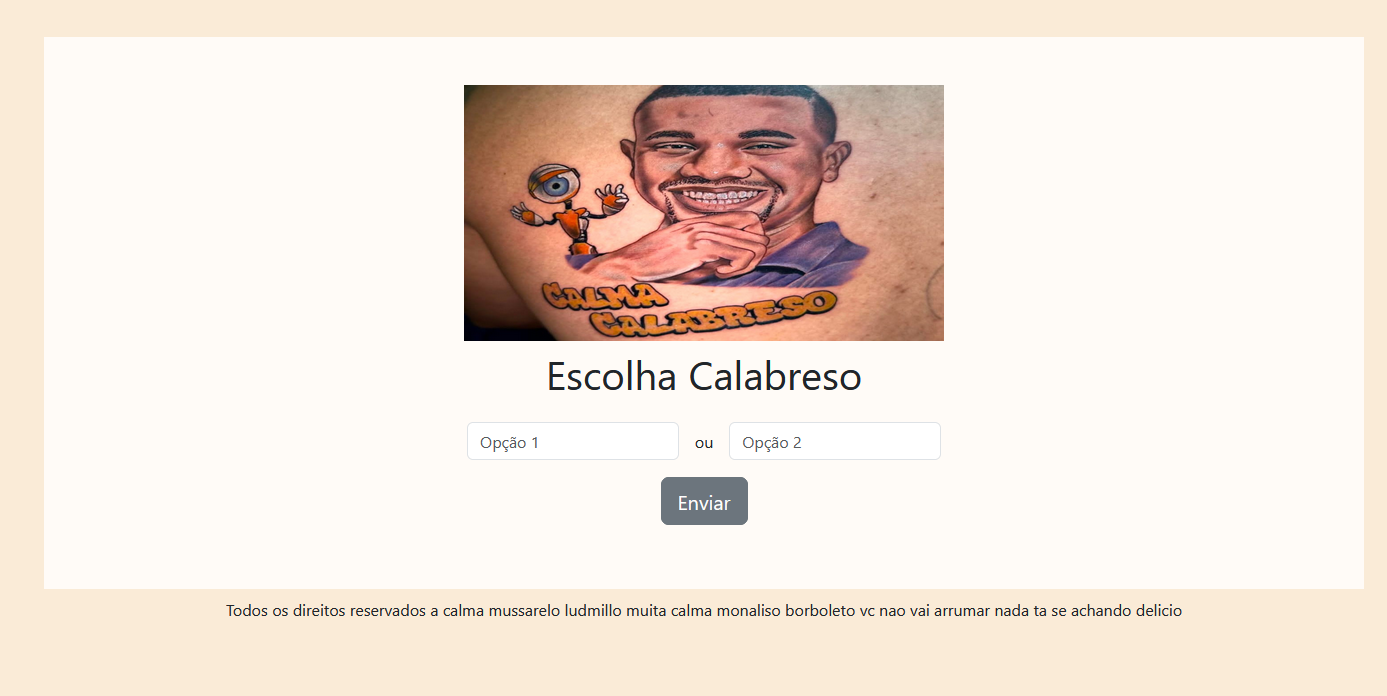 CALMA
CALABRESO
Escolha Calabreso
Opção 1 ou Opção 2
Enviar
Todos os direitos reservados a calma mussarelo ludmillo muita calma monaliso borboleto vc nao vai arrumar nada ta se achando delicio